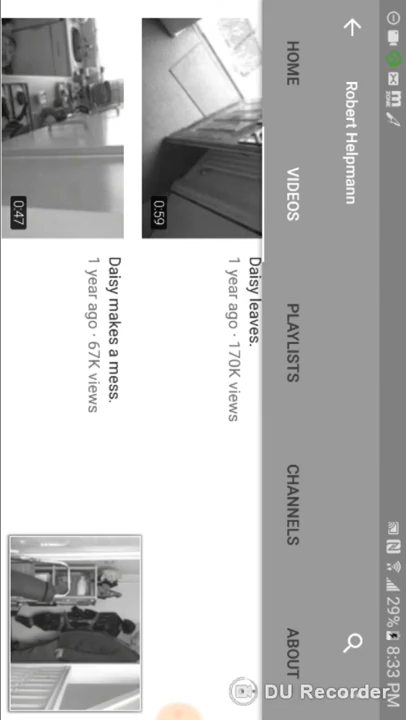 29% 8:33 PM
Robert Helpmann
HOME VIDEOS PLAYLISTS CHANNELS ABOUT
0:59
Daisy leaves.
1 year ago · 170K views
0:47
Daisy makes a mess.
1 year ago · 67K views
DU Recorder